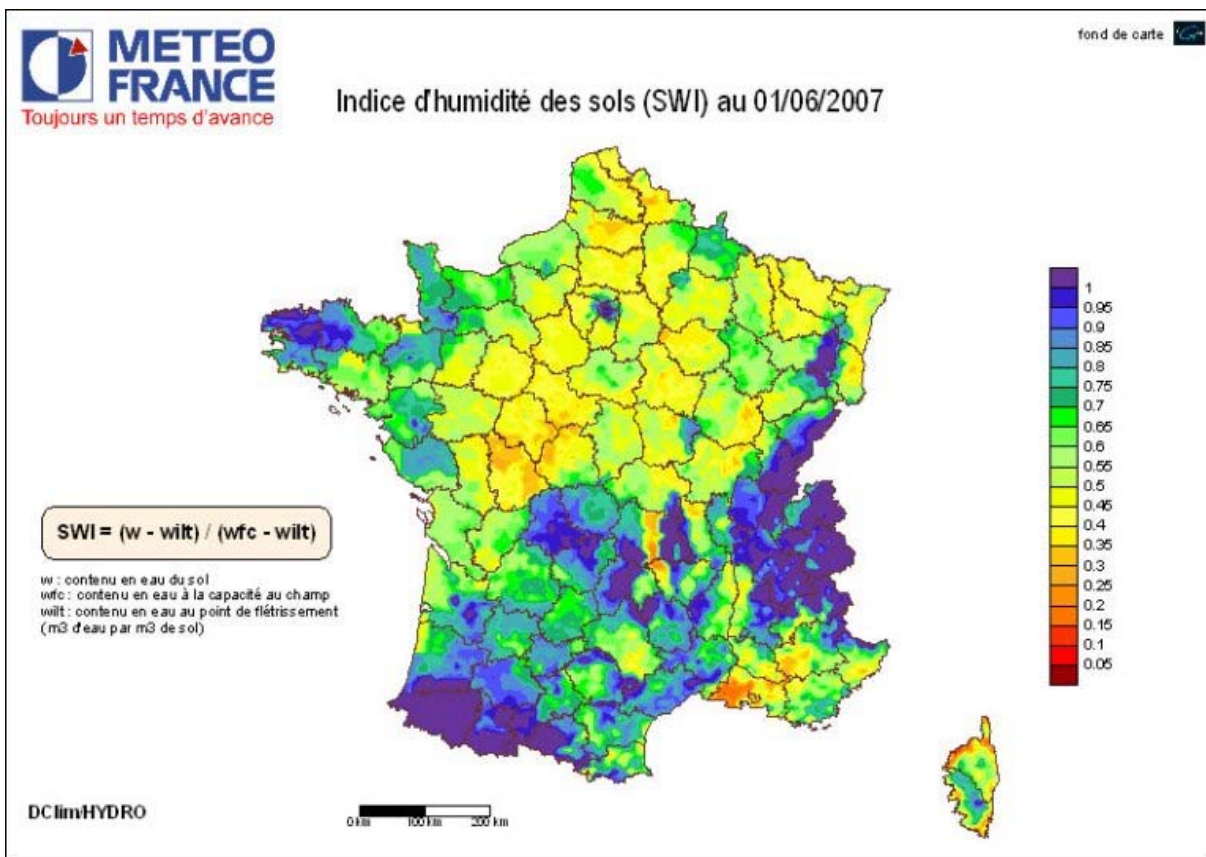 METEO
FRANCE
Toujours un temps d'avance
fond de carte
Indice d'humidité des sols (SWI) au 01/06/2007
1
0.95
0.9
0.85
0.8
0.75
0.7
0.65
0.6
0.55
0.5
0.45
0.4
0.35
0.3
0.25
0.2
0.15
0.1
0.05
SWI = (w - wilt) / (wfc - wilt)
w : contenu en eau du sol
wfc : contenu en eau à la capacité au champ
wilt : contenu en eau au point de flétrissement
(m3 d'eau par m3 de sol)
DClim/HYDRO
0 km 100 km 200 km